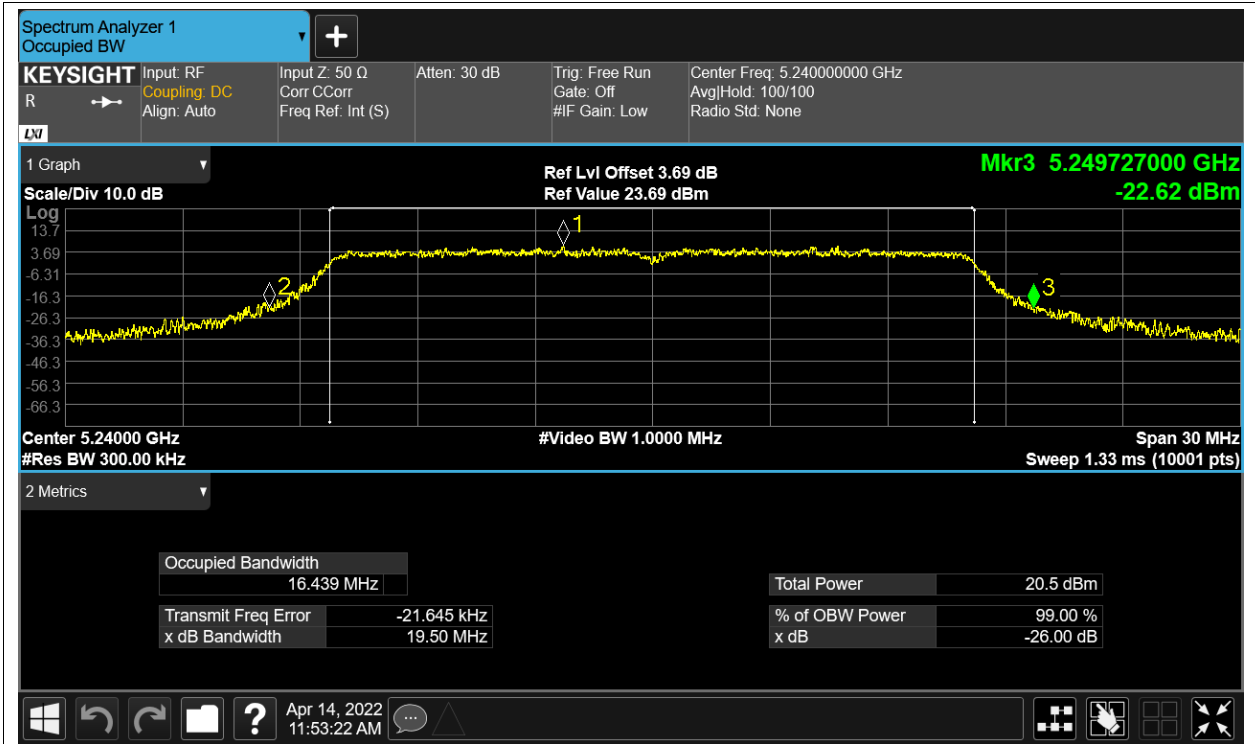 Spectrum Analyzer 1
Occupied BW
KEYSIGHT
R
LXI
Input: RF
Coupling: DC
Align: Auto
Input Z: 50 Ω
Corr CCorr
Freq Ref: Int (S)
Atten: 30 dB
Trig: Free Run
Gate: Off
#IF Gain: Low
Center Freq: 5.240000000 GHz
Avg|Hold: 100/100
Radio Std: None
1 Graph
Scale/Div 10.0 dB
Ref Lvl Offset 3.69 dB
Ref Value 23.69 dBm
Mkr3 5.249727000 GHz
-22.62 dBm
Log
13.7
3.69
-6.31
-16.3
-26.3
-36.3
-46.3
-56.3
-66.3
1
2
3
Center 5.24000 GHz
#Res BW 300.00 kHz
#Video BW 1.0000 MHz
Span 30 MHz
Sweep 1.33 ms (10001 pts)
2 Metrics
Occupied Bandwidth
16.439 MHz
Transmit Freq Error -21.645 kHz
x dB Bandwidth 19.50 MHz
Total Power 20.5 dBm
% of OBW Power 99.00 %
x dB -26.00 dB
?
Apr 14, 2022
11:53:22 AM